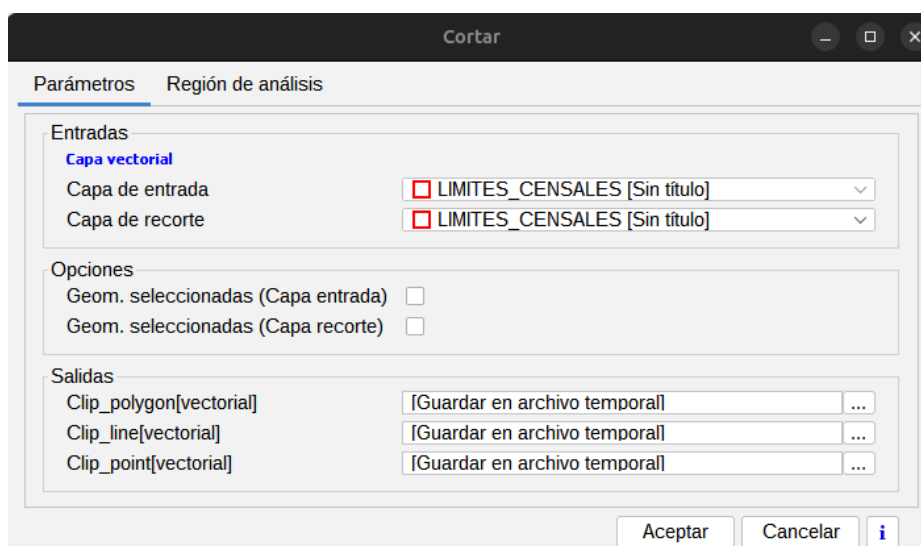 Cortar
Parámetros Región de análisis
Entradas
Capa vectorial
Capa de entrada LIMITES_CENSALES [Sin título]
Capa de recorte LIMITES_CENSALES [Sin título]
Opciones
Geom. seleccionadas (Capa entrada)
Geom. seleccionadas (Capa recorte)
Salidas
Clip_polygon[vectorial] [Guardar en archivo temporal] ...
Clip_line[vectorial] [Guardar en archivo temporal] ...
Clip_point[vectorial] [Guardar en archivo temporal] ...
Aceptar Cancelar i